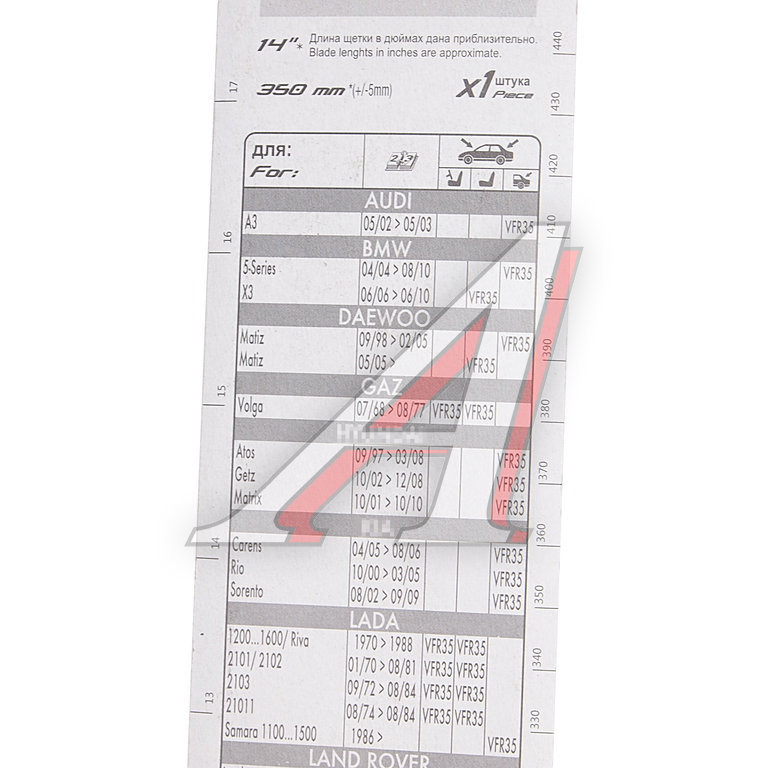 14"* Длина щетки в дюймах дана приблизительно.
Blade lenghts in inches are approximate.
350 mm *(+/-5mm) x1 штука
Piece
для:
For:
AUDI
A3 05/02 > 05/03 VFR35
BMW
5-Series 04/04 > 08/10 VFR35
X3 06/06 > 06/10 VFR35
DAEWOO
Matiz 09/98 > 02/05 VFR35
Matiz 05/05 > VFR35
GAZ
Volga 07/68 > 08/77 VFR35 VFR35
HYUNDAI
Atos 09/97 > 03/08 VFR35
Getz 10/02 > 12/08 VFR35
Matrix 10/01 > 10/10 VFR35
KIA
Carens 04/05 > 08/06 VFR35
Rio 10/00 > 03/05 VFR35
Sorento 08/02 > 09/09 VFR35
LADA
1200...1600/ Riva 1970 > 1988 VFR35 VFR35
2101/ 2102 01/70 > 08/81 VFR35 VFR35
2103 09/72 > 08/84 VFR35 VFR35
21011 08/74 > 08/84 VFR35 VFR35
Samara 1100...1500 1986 > VFR35
LAND ROVER
17
16
15
14
13
440
430
420
410
400
390
380
370
360
350
340
330